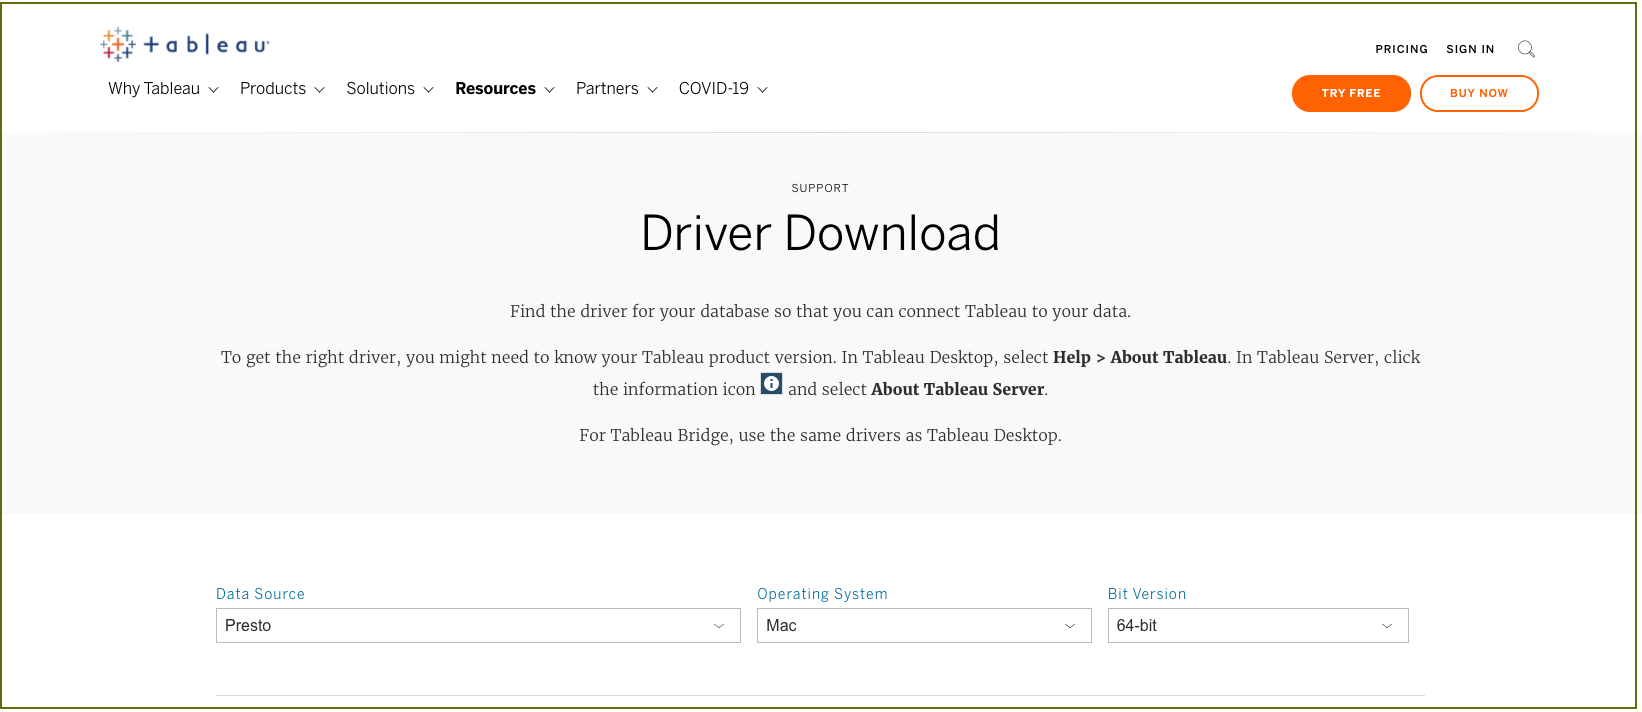 +ableau
PRICING SIGN IN
Why Tableau Products Solutions Resources Partners COVID-19
TRY FREE BUY NOW
SUPPORT
Driver Download
Find the driver for your database so that you can connect Tableau to your data.
To get the right driver, you might need to know your Tableau product version. In Tableau Desktop, select Help > About Tableau. In Tableau Server, click
the information icon and select About Tableau Server.
For Tableau Bridge, use the same drivers as Tableau Desktop.
Data Source Operating System Bit Version
Presto Mac 64-bit